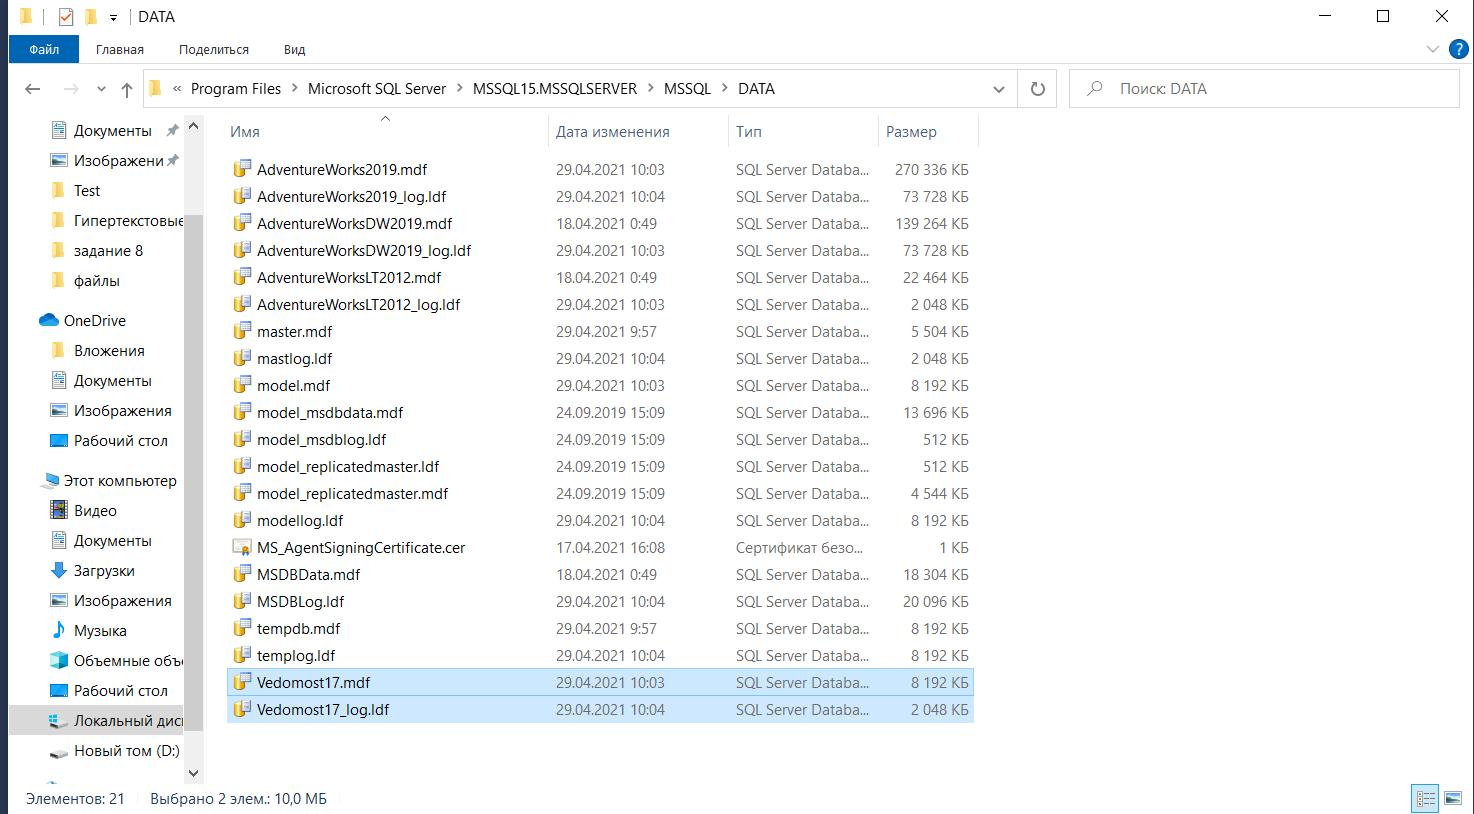 DATA
Файл Главная Поделиться Вид
« Program Files > Microsoft SQL Server > MSSQL15.MSSQLSERVER > MSSQL > DATA
Поиск: DATA
Документы
Изображени
Test
Гипертекстовые
задание 8
файлы
OneDrive
Вложения
Документы
Изображения
Рабочий стол
Этот компьютер
Видео
Документы
Загрузки
Изображения
Музыка
Объемные объ
Рабочий стол
Локальный дис
Новый том (D:)
Имя Дата изменения Тип Размер
AdventureWorks2019.mdf 29.04.2021 10:03 SQL Server Databa... 270 336 КБ
AdventureWorks2019_log.ldf 29.04.2021 10:04 SQL Server Databa... 73 728 КБ
AdventureWorksDW2019.mdf 18.04.2021 0:49 SQL Server Databa... 139 264 КБ
AdventureWorksDW2019_log.ldf 29.04.2021 10:03 SQL Server Databa... 73 728 КБ
AdventureWorksLT2012.mdf 18.04.2021 0:49 SQL Server Databa... 22 464 КБ
AdventureWorksLT2012_log.ldf 29.04.2021 10:03 SQL Server Databa... 2 048 КБ
master.mdf 29.04.2021 9:57 SQL Server Databa... 5 504 КБ
mastlog.ldf 29.04.2021 10:04 SQL Server Databa... 2 048 КБ
model.mdf 29.04.2021 10:03 SQL Server Databa... 8 192 КБ
model_msdbdata.mdf 24.09.2019 15:09 SQL Server Databa... 13 696 КБ
model_msdblog.ldf 24.09.2019 15:09 SQL Server Databa... 512 КБ
model_replicatedmaster.ldf 24.09.2019 15:09 SQL Server Databa... 512 КБ
model_replicatedmaster.mdf 24.09.2019 15:09 SQL Server Databa... 4 544 КБ
modellog.ldf 29.04.2021 10:04 SQL Server Databa... 8 192 КБ
MS_AgentSigningCertificate.cer 17.04.2021 16:08 Сертификат безо... 1 КБ
MSDBData.mdf 18.04.2021 0:49 SQL Server Databa... 18 304 КБ
MSDBLog.ldf 29.04.2021 10:04 SQL Server Databa... 20 096 КБ
tempdb.mdf 29.04.2021 9:57 SQL Server Databa... 8 192 КБ
templog.ldf 29.04.2021 10:04 SQL Server Databa... 8 192 КБ
Vedomost17.mdf 29.04.2021 10:03 SQL Server Databa... 8 192 КБ
Vedomost17_log.ldf 29.04.2021 10:04 SQL Server Databa... 2 048 КБ
Элементов: 21 Выбрано 2 элем.: 10,0 МБ